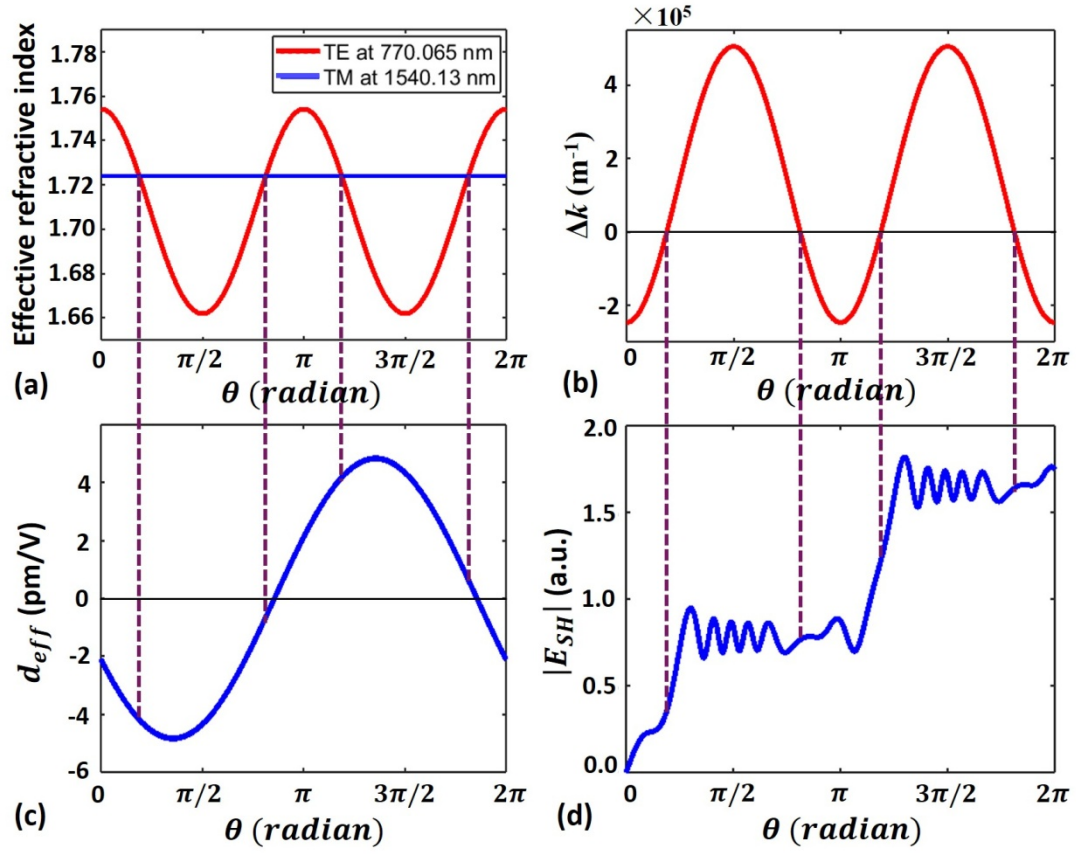 1.78
1.76
1.74
1.72
1.70
1.68
1.66
Effective refractive index
TE at 770.065 nm
TM at 1540.13 nm
0 π/2 π 3π/2 2π
(a) θ (radian)
×10⁵
4
2
0
-2
Δk (m⁻¹)
0 π/2 π 3π/2 2π
(b) θ (radian)
4
2
0
-2
-4
-6
d_eff (pm/V)
0 π/2 π 3π/2 2π
(c) θ (radian)
2.0
1.5
1.0
0.5
0.0
|E_SH| (a.u.)
0 π/2 π 3π/2 2π
(d) θ (radian)